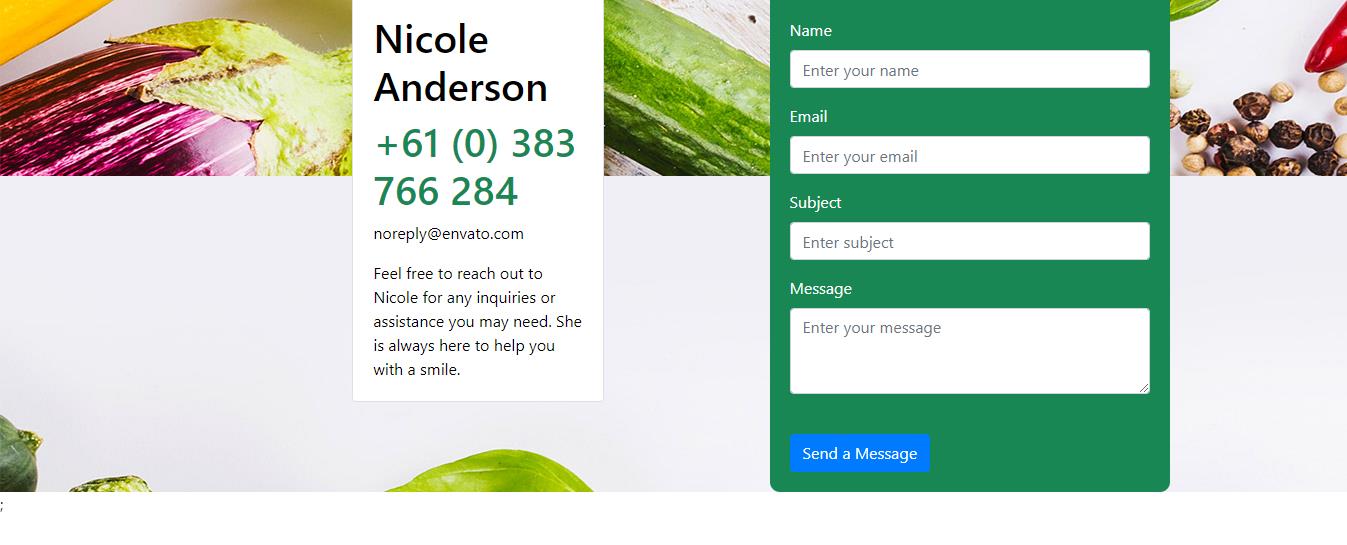 Nicole
Anderson
+61 (0) 383
766 284
noreply@envato.com
Feel free to reach out to
Nicole for any inquiries or
assistance you may need. She
is always here to help you
with a smile.
Name
Enter your name
Email
Enter your email
Subject
Enter subject
Message
Enter your message
Send a Message
;